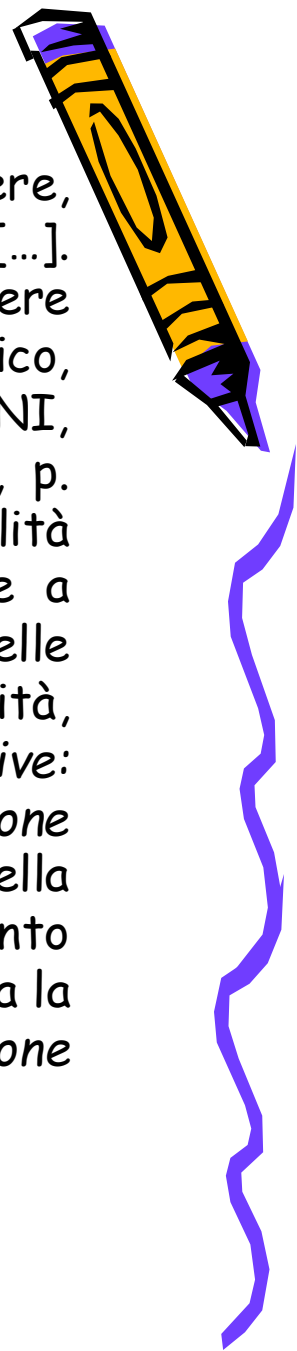 ere,
[…].
ere
ico,
NI,
, p.
lità
e a
elle
ità,
ive:
one
ella
nto
a la
one